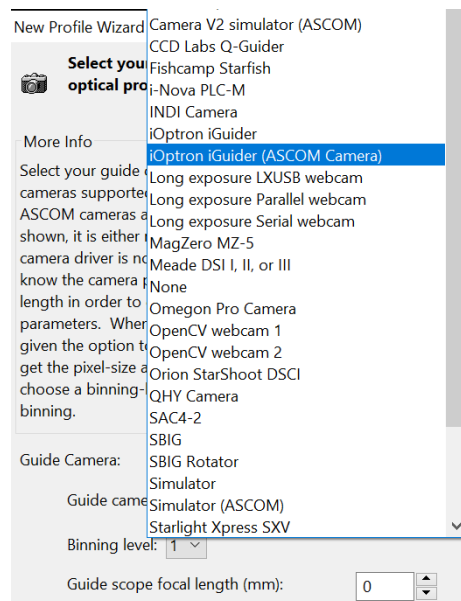 New Profile Wizard
Select your
optical pro
More Info
Select your guide
cameras supporte
ASCOM cameras a
shown, it is either
camera driver is no
know the camera
length in order to
parameters. When
given the option to
get the pixel-size a
choose a binning-
binning.
Guide Camera:
Guide came
Binning level: 1
Guide scope focal length (mm): 0
Camera V2 simulator (ASCOM)
CCD Labs Q-Guider
Fishcamp Starfish
i-Nova PLC-M
INDI Camera
iOptron iGuider
iOptron iGuider (ASCOM Camera)
Long exposure LXUSB webcam
Long exposure Parallel webcam
Long exposure Serial webcam
MagZero MZ-5
Meade DSI I, II, or III
None
Omegon Pro Camera
OpenCV webcam 1
OpenCV webcam 2
Orion StarShoot DSCI
QHY Camera
SAC4-2
SBIG
SBIG Rotator
Simulator
Simulator (ASCOM)
Starlight Xpress SXV